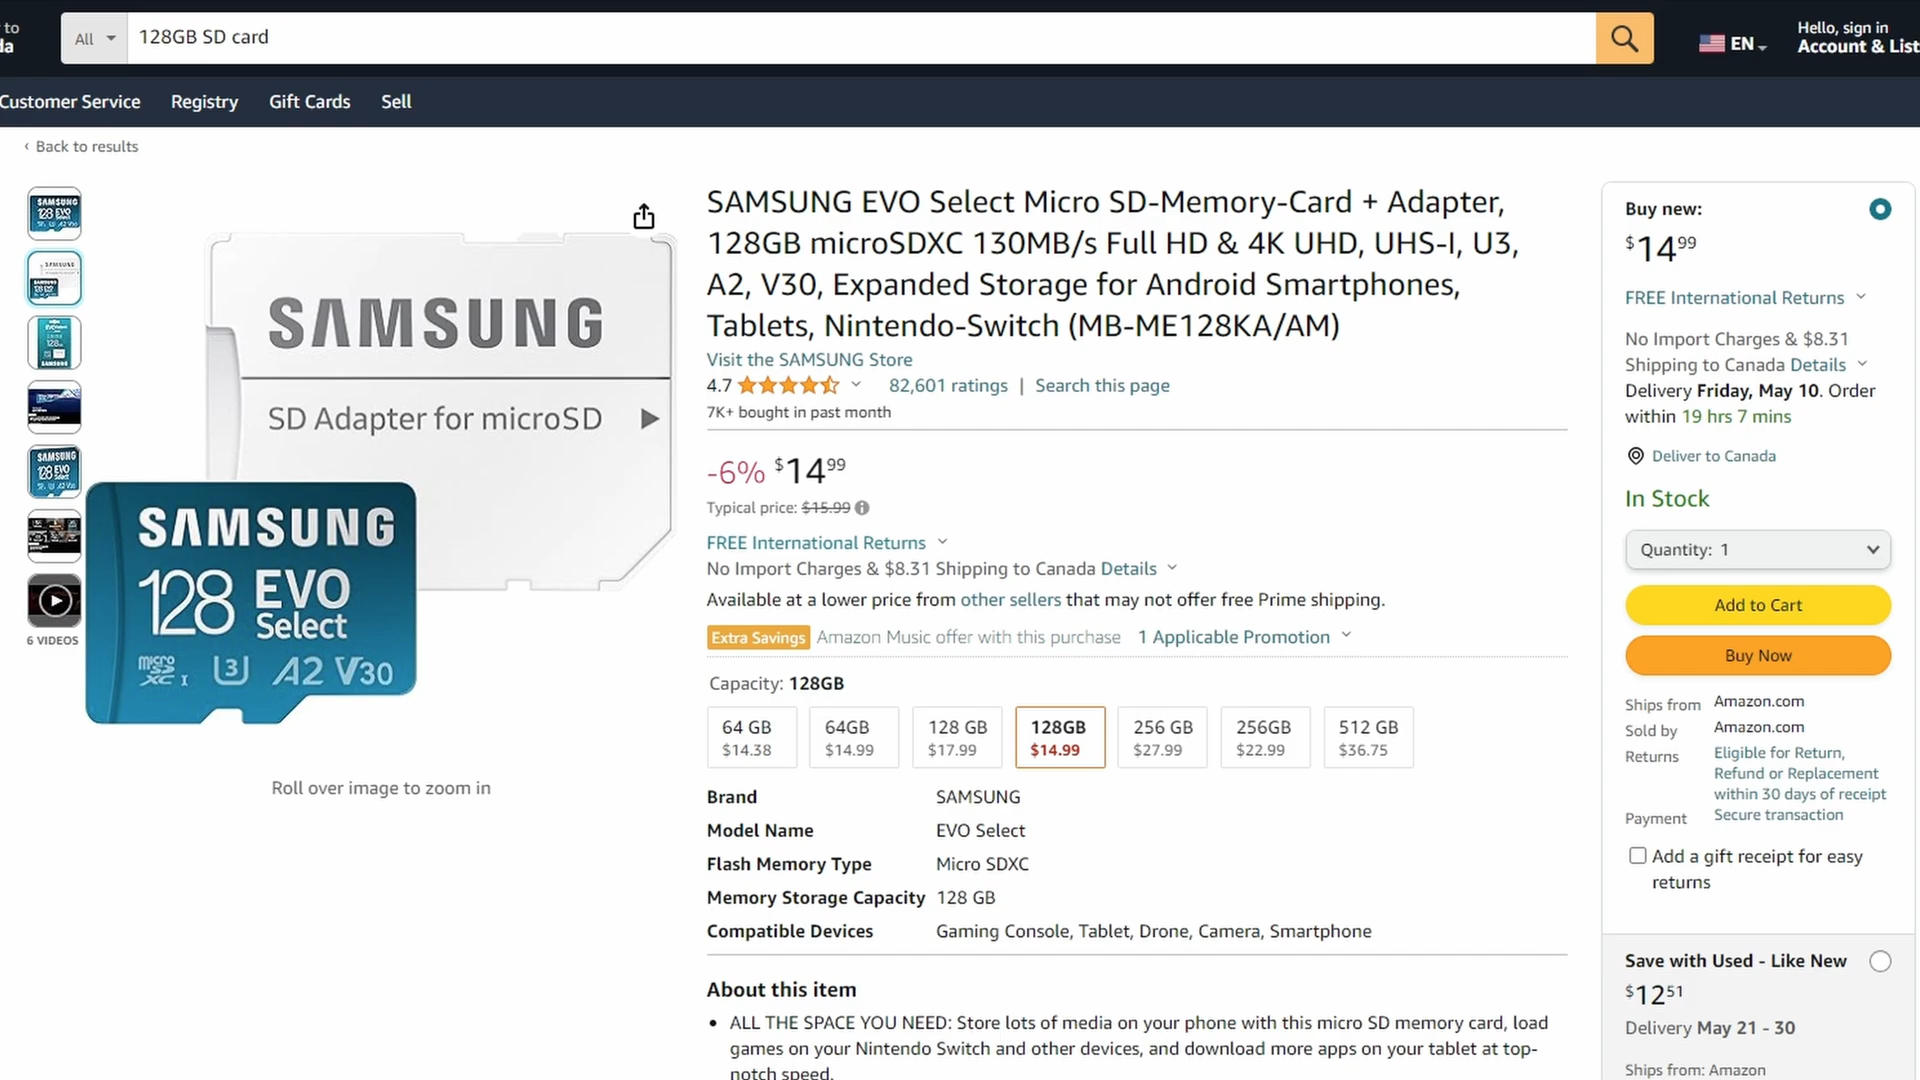 to
da
All
128GB SD card
EN
Hello, sign in
Account & List
Customer Service
Registry
Gift Cards
Sell
‹ Back to results
SAMSUNG
SD Adapter for microSD
SAMSUNG
128 EVO
Select
micro
SD
XC I U3 A2 V30
6 VIDEOS
Roll over image to zoom in
SAMSUNG EVO Select Micro SD-Memory-Card + Adapter,
128GB microSDXC 130MB/s Full HD & 4K UHD, UHS-I, U3,
A2, V30, Expanded Storage for Android Smartphones,
Tablets, Nintendo-Switch (MB-ME128KA/AM)
Visit the SAMSUNG Store
4.7
82,601 ratings | Search this page
7K+ bought in past month
-6% $14.99
Typical price: $15.99
FREE International Returns
No Import Charges & $8.31 Shipping to Canada Details
Available at a lower price from other sellers that may not offer free Prime shipping.
Extra Savings Amazon Music offer with this purchase 1 Applicable Promotion
Capacity: 128GB
64 GB
$14.38
64GB
$14.99
128 GB
$17.99
128GB
$14.99
256 GB
$27.99
256GB
$22.99
512 GB
$36.75
Brand SAMSUNG
Model Name EVO Select
Flash Memory Type Micro SDXC
Memory Storage Capacity 128 GB
Compatible Devices Gaming Console, Tablet, Drone, Camera, Smartphone
About this item
• ALL THE SPACE YOU NEED: Store lots of media on your phone with this micro SD memory card, load
games on your Nintendo Switch and other devices, and download more apps on your tablet at top-
notch speed.
Buy new:
$14.99
FREE International Returns
No Import Charges & $8.31
Shipping to Canada Details
Delivery Friday, May 10. Order
within 19 hrs 7 mins
Deliver to Canada
In Stock
Quantity: 1
Add to Cart
Buy Now
Ships from Amazon.com
Sold by Amazon.com
Returns Eligible for Return,
Refund or Replacement
within 30 days of receipt
Payment Secure transaction
Add a gift receipt for easy
returns
Save with Used - Like New
$12.51
Delivery May 21 - 30
Ships from: Amazon